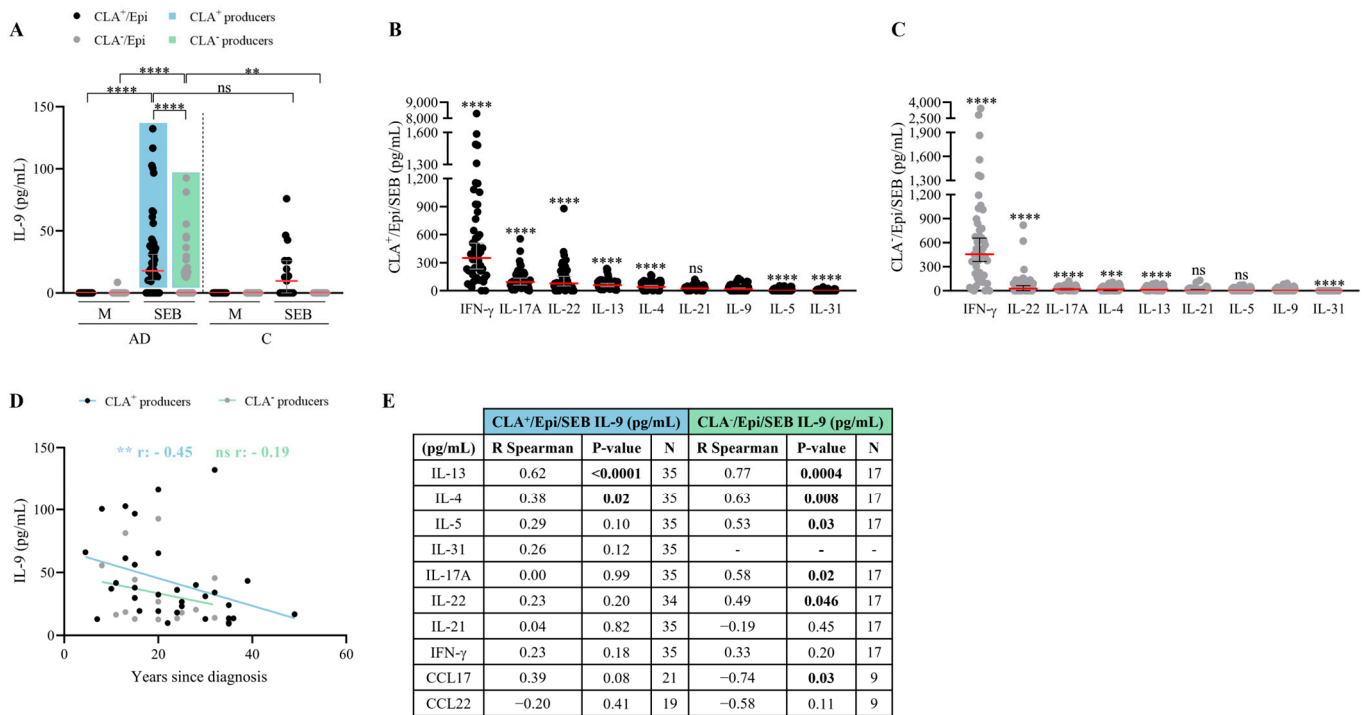 A
CLA⁺/Epi
CLA⁻/Epi
CLA⁺ producers
CLA⁻ producers
**** **
**** ns
****
IL-9 (pg/mL)
150
100
50
0
M SEB M SEB
AD C
B
CLA⁺/Epi/SEB (pg/mL)
9,000
8,000
1,600
1,300
1,200
900
600
300
0
**** **** **** **** **** ns **** ****
IFN-γ IL-17A IL-22 IL-13 IL-4 IL-21 IL-9 IL-5 IL-31
C
CLA⁻/Epi/SEB (pg/mL)
4,000
2,500
1,900
1,600
1,300
1,200
900
600
300
0
**** **** **** *** **** ns ns ****
IFN-γ IL-22 IL-17A IL-4 IL-13 IL-21 IL-5 IL-9 IL-31
D
CLA⁺ producers CLA⁻ producers
** r: - 0.45 ns r: - 0.19
IL-9 (pg/mL)
150
100
50
0
0 20 40 60
Years since diagnosis
E
CLA⁺/Epi/SEB IL-9 (pg/mL) CLA⁻/Epi/SEB IL-9 (pg/mL)
(pg/mL) R Spearman P-value N R Spearman P-value N
IL-13 0.62 <0.0001 35 0.77 0.0004 17
IL-4 0.38 0.02 35 0.63 0.008 17
IL-5 0.29 0.10 35 0.53 0.03 17
IL-31 0.26 0.12 35 - - -
IL-17A 0.00 0.99 35 0.58 0.02 17
IL-22 0.23 0.20 34 0.49 0.046 17
IL-21 0.04 0.82 35 −0.19 0.45 17
IFN-γ 0.23 0.18 35 0.33 0.20 17
CCL17 0.39 0.08 21 −0.74 0.03 9
CCL22 −0.20 0.41 19 −0.58 0.11 9